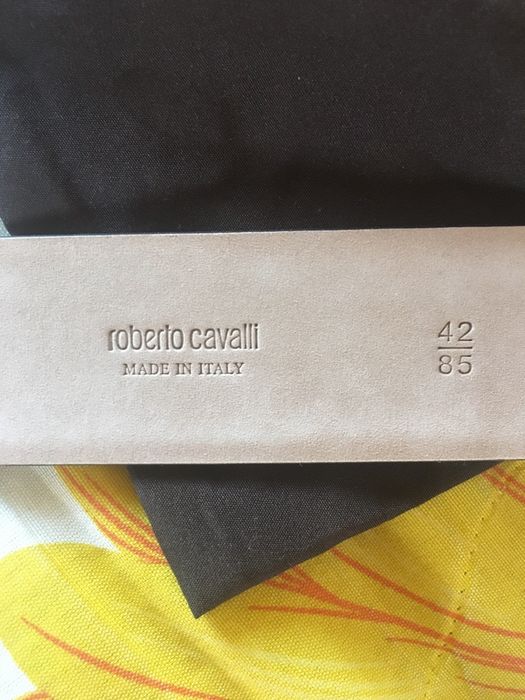 roberto cavalli
MADE IN ITALY
42
85